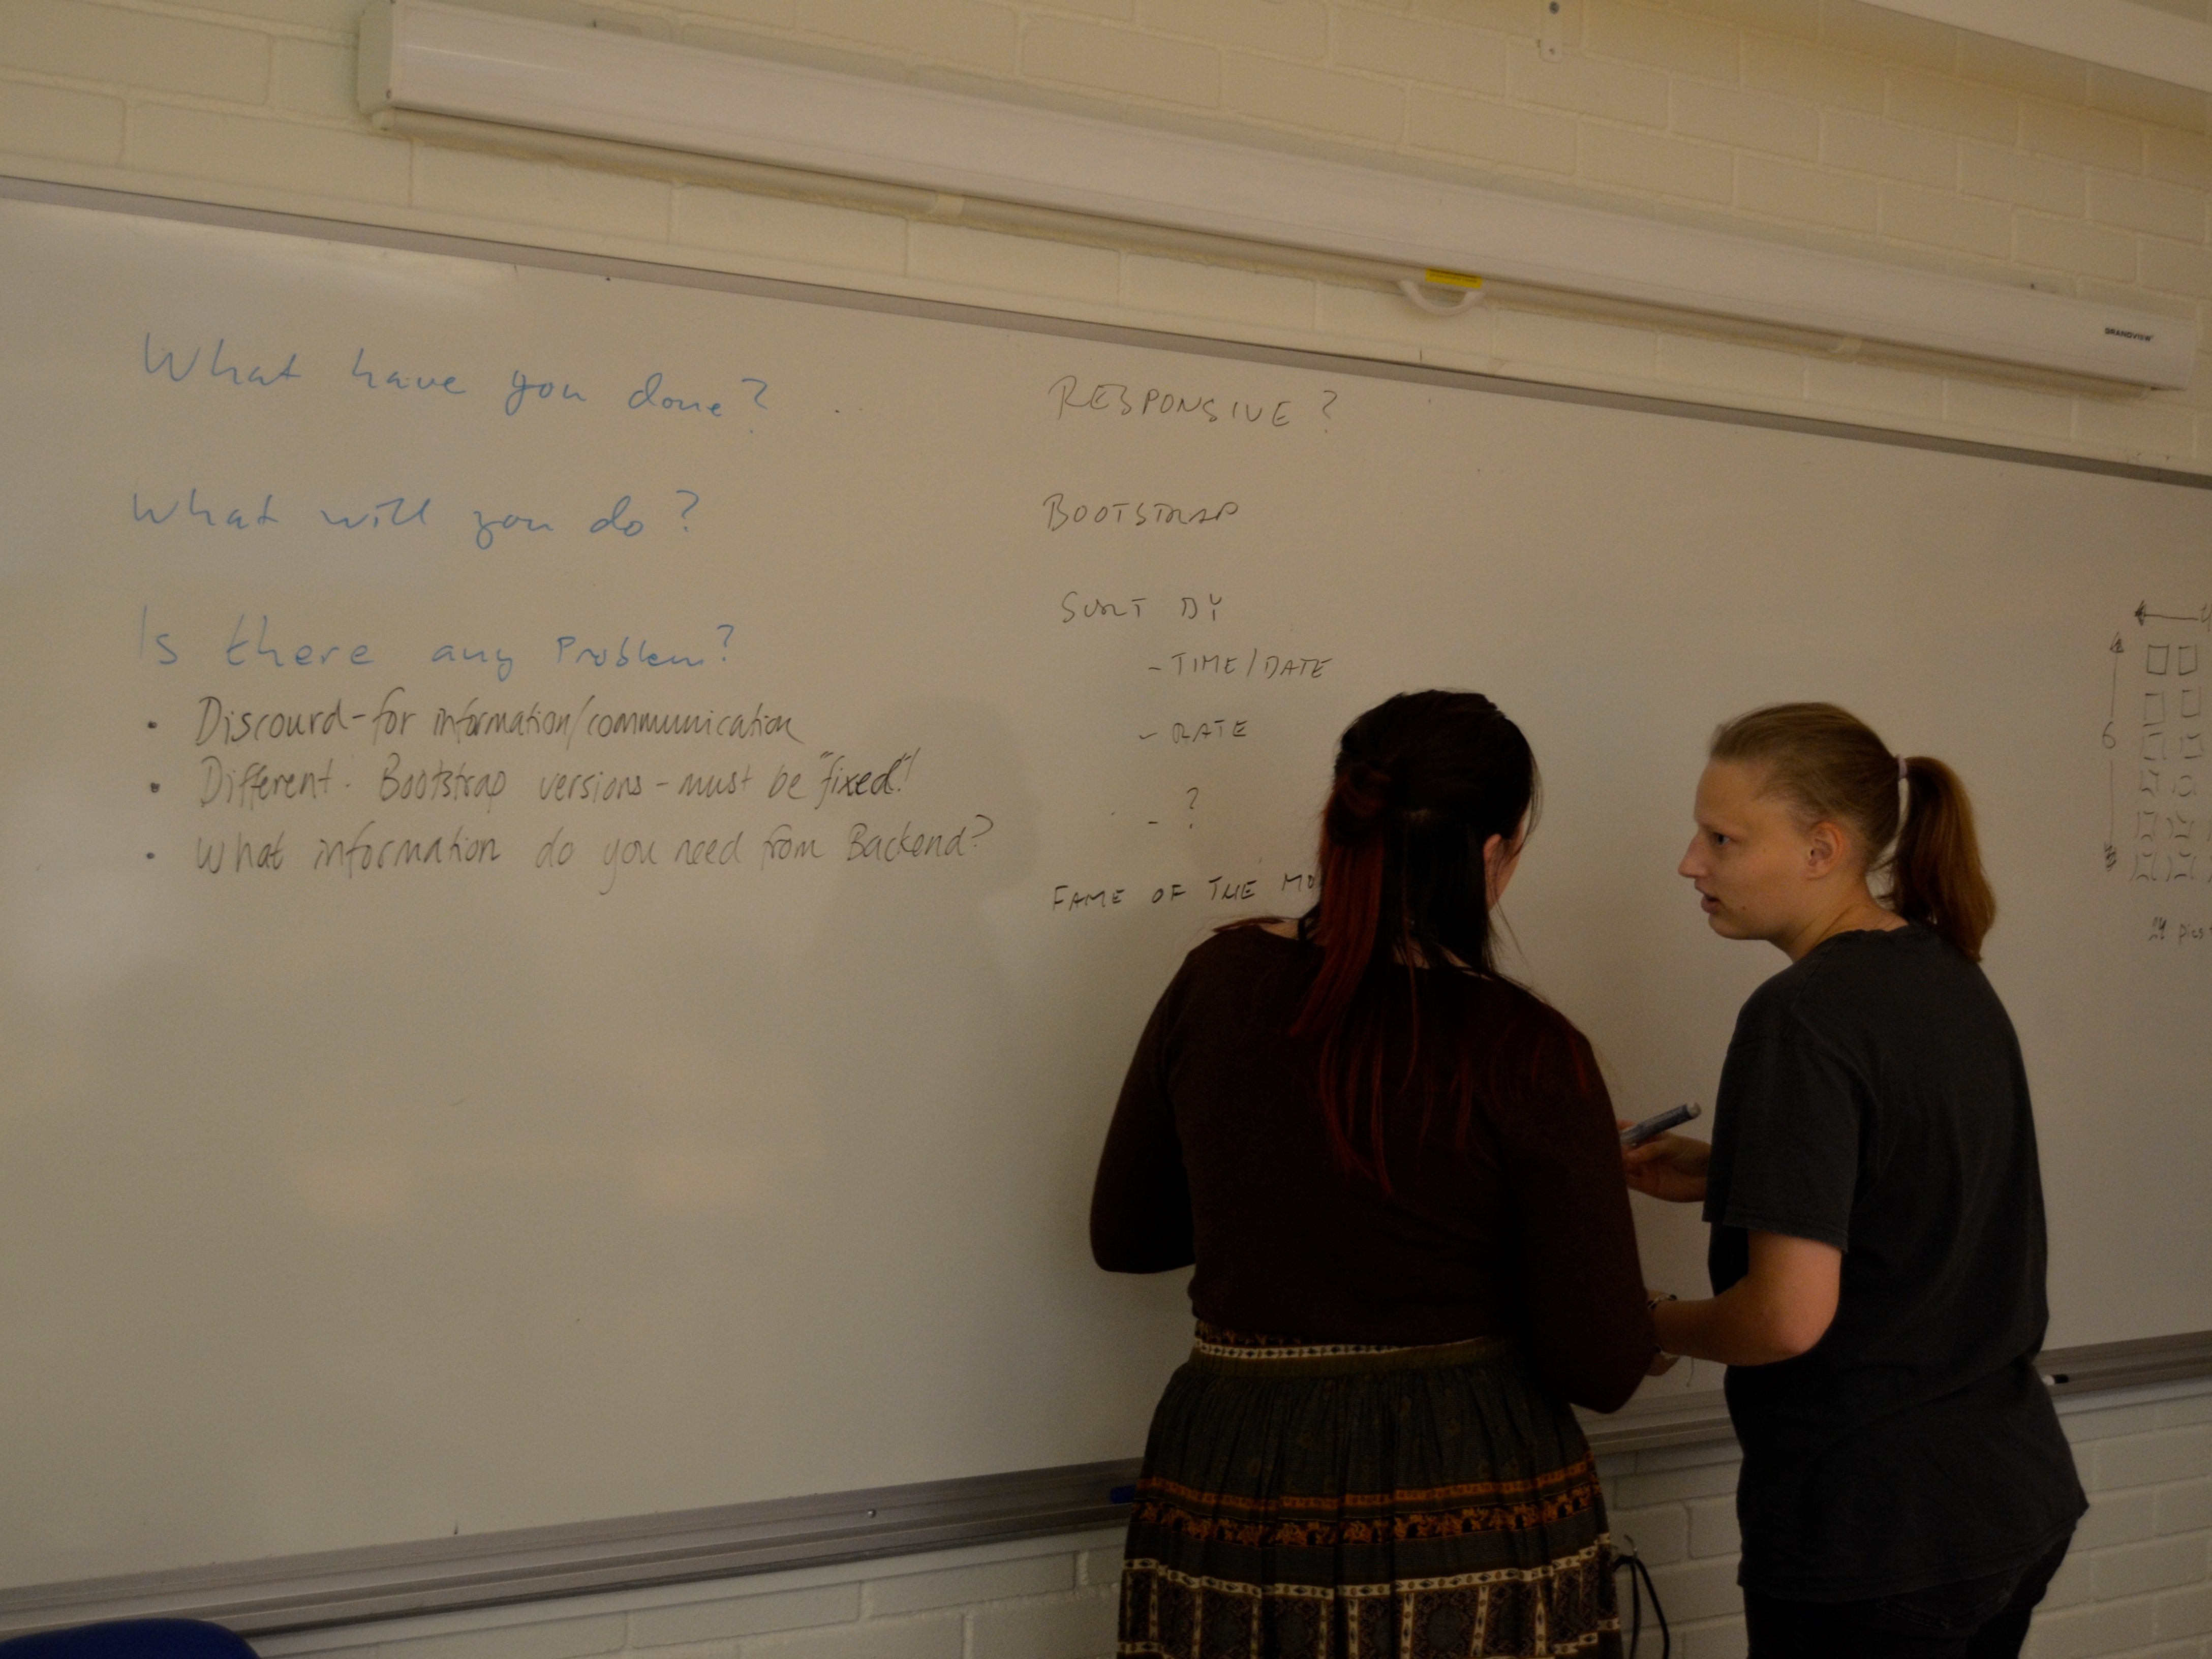 GRANDVIEW
What have you done?
What will you do?
Is there any Problem?
• Discourd-for information/communication
• Different Bootstrap versions - must be "fixed"!
• What information do you need from Backend?
RESPONSIVE?
BOOTSTRAP
SORT BY
- TIME/DATE
- RATE
- ?
FAME OF THE MO
6
24 pics